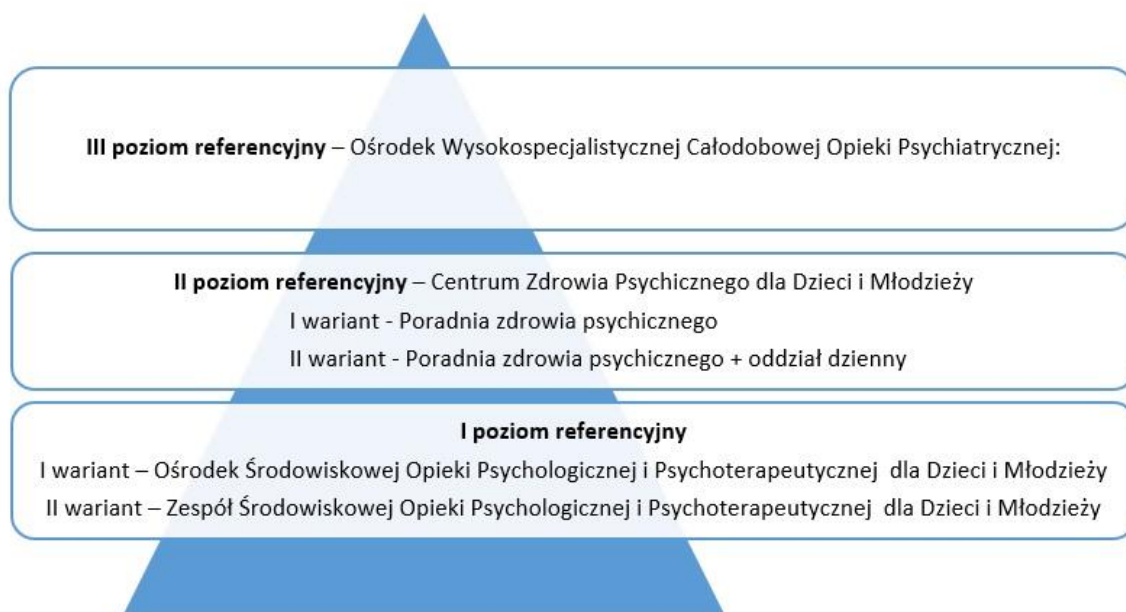 III poziom referencyjny – Ośrodek Wysokospecjalistycznej Całodobowej Opieki Psychiatrycznej:
II poziom referencyjny – Centrum Zdrowia Psychicznego dla Dzieci i Młodzieży
I wariant - Poradnia zdrowia psychicznego
II wariant - Poradnia zdrowia psychicznego + oddział dzienny
I poziom referencyjny
I wariant – Ośrodek Środowiskowej Opieki Psychologicznej i Psychoterapeutycznej dla Dzieci i Młodzieży
II wariant – Zespół Środowiskowej Opieki Psychologicznej i Psychoterapeutycznej dla Dzieci i Młodzieży